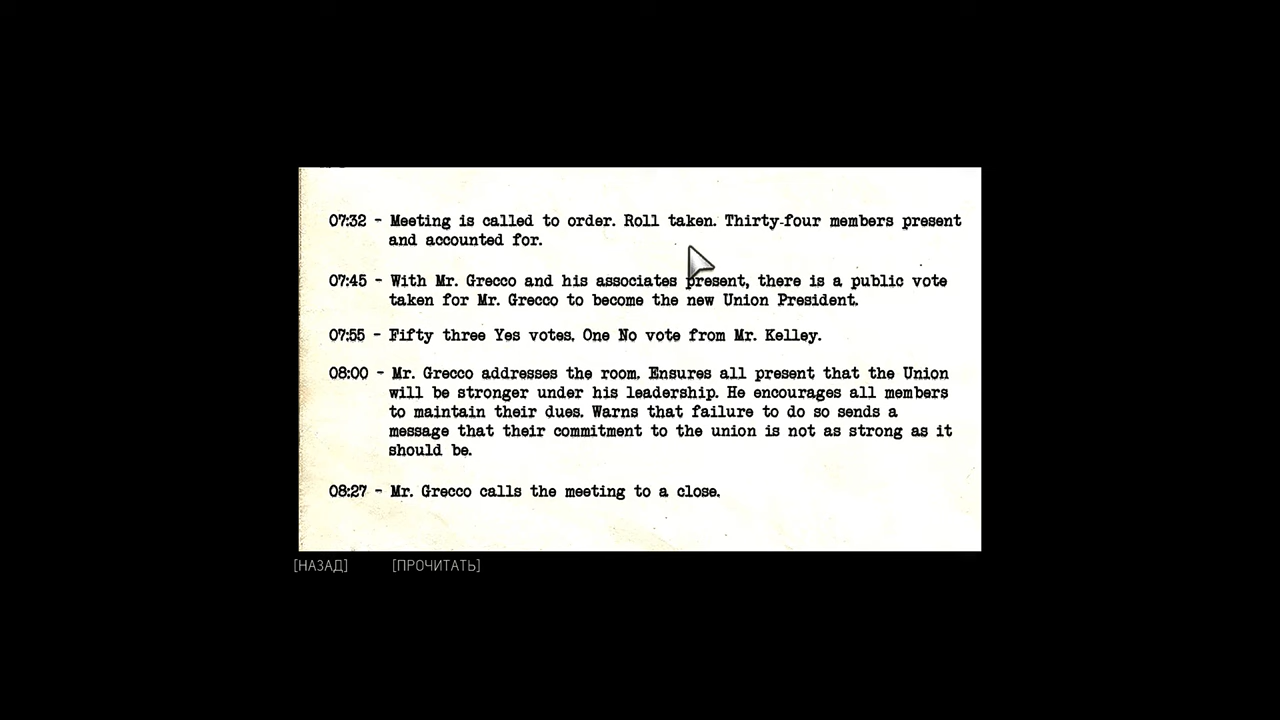 07:32 - Meeting is called to order. Roll taken. Thirty-four members present
and accounted for.
07:45 - With Mr. Grecco and his associates present, there is a public vote
taken for Mr. Grecco to become the new Union President.
07:55 - Fifty three Yes votes. One No vote from Mr. Kelley.
08:00 - Mr. Grecco addresses the room. Ensures all present that the Union
will be stronger under his leadership. He encourages all members
to maintain their dues. Warns that failure to do so sends a
message that their commitment to the union is not as strong as it
should be.
08:27 - Mr. Grecco calls the meeting to a close.
[НАЗАД] [ПРОЧИТАТЬ]